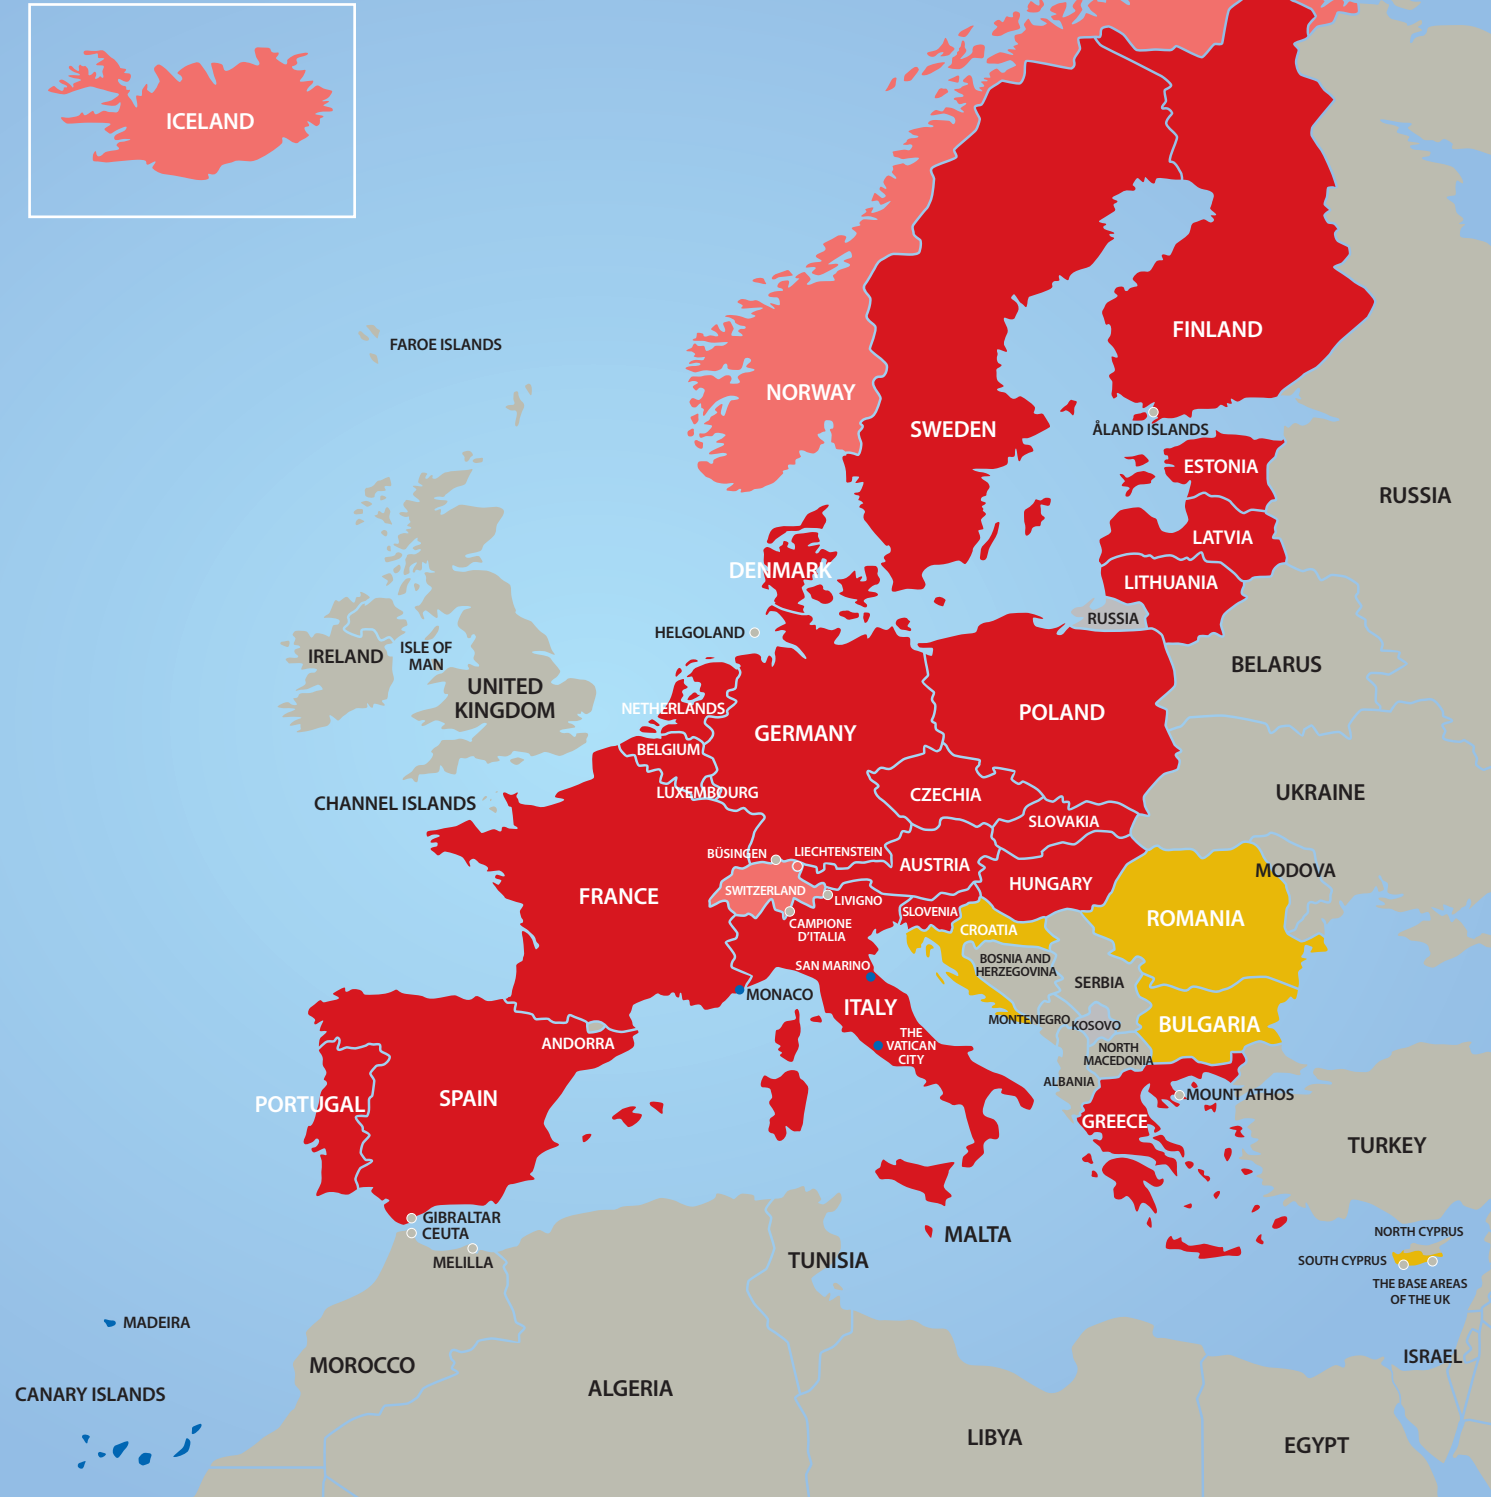 ICELAND
FAROE ISLANDS
NORWAY
SWEDEN
FINLAND
ÅLAND ISLANDS
ESTONIA
RUSSIA
LATVIA
DENMARK
LITHUANIA
RUSSIA
HELGOLAND
IRELAND
ISLE OF
MAN
BELARUS
UNITED
KINGDOM
NETHERLANDS
POLAND
GERMANY
BELGIUM
LUXEMBOURG
CZECHIA
UKRAINE
CHANNEL ISLANDS
SLOVAKIA
BÜSINGEN
LIECHTENSTEIN
AUSTRIA
MODOVA
HUNGARY
FRANCE
SWITZERLAND
LIVIGNO
SLOVENIA
ROMANIA
CAMPIONE
D'ITALIA
CROATIA
BOSNIA AND
HERZEGOVINA
SAN MARINO
SERBIA
MONACO
ITALY
MONTENEGRO
KOSOVO
BULGARIA
ANDORRA
THE
VATICAN
CITY
NORTH
MACEDONIA
ALBANIA
PORTUGAL
SPAIN
MOUNT ATHOS
GREECE
TURKEY
GIBRALTAR
CEUTA
MELILLA
MALTA
NORTH CYPRUS
TUNISIA
SOUTH CYPRUS
THE BASE AREAS
OF THE UK
MADEIRA
MOROCCO
ISRAEL
CANARY ISLANDS
ALGERIA
LIBYA
EGYPT